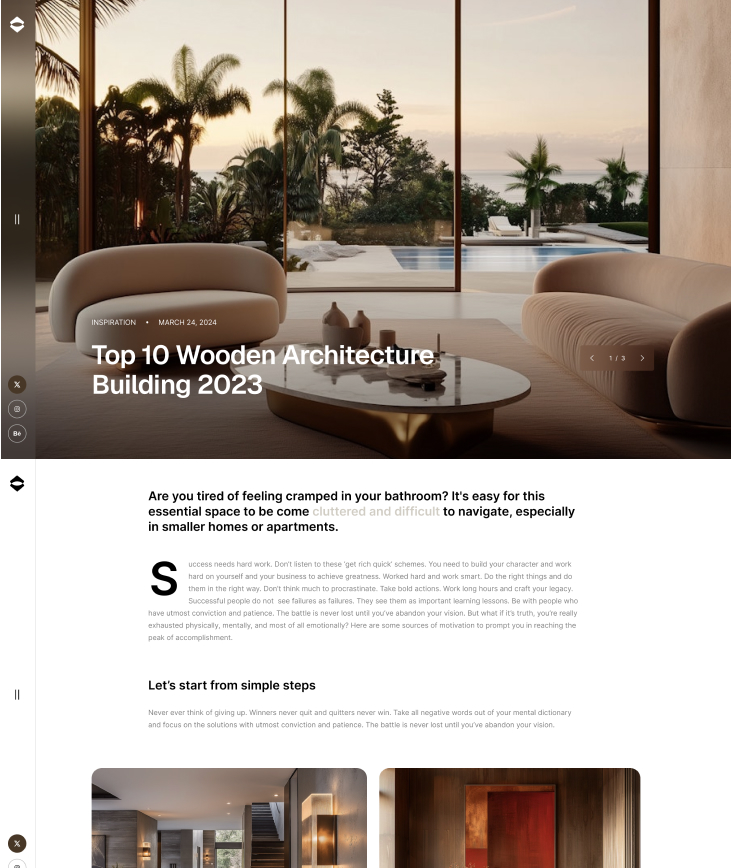 INSPIRATION • MARCH 24, 2024
Top 10 Wooden Architecture
Building 2023
1 / 3
Bē
Are you tired of feeling cramped in your bathroom? It's easy for this
essential space to be come cluttered and difficult to navigate, especially
in smaller homes or apartments.
Success needs hard work. Don't listen to these 'get rich quick' schemes. You need to build your character and work
hard on yourself and your business to achieve greatness. Worked hard and work smart. Do the right things and do
them in the right way. Don't think much to procrastinate. Take bold actions. Work long hours and craft your legacy.
Successful people do not see failures as failures. They see them as important learning lessons. Be with people who
have utmost conviction and patience. The battle is never lost until you've abandon your vision. But what if it's truth, you're really
exhausted physically, mentally, and most of all emotionally? Here are some sources of motivation to prompt you in reaching the
peak of accomplishment.
Let's start from simple steps
Never ever think of giving up. Winners never quit and quitters never win. Take all negative words out of your mental dictionary
and focus on the solutions with utmost conviction and patience. The battle is never lost until you've abandon your vision.